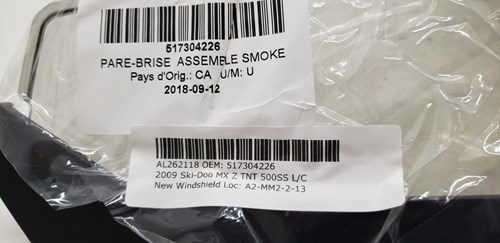 517304226
PARE-BRISE ASSEMBLE SMOKE
Pays d'Orig.: CA U/M: U
2018-09-12
AL262118 OEM: 517304226
2009 Ski-Doo MX Z TNT 500SS L/C
New Windshield Loc: A2-MM2-2-13